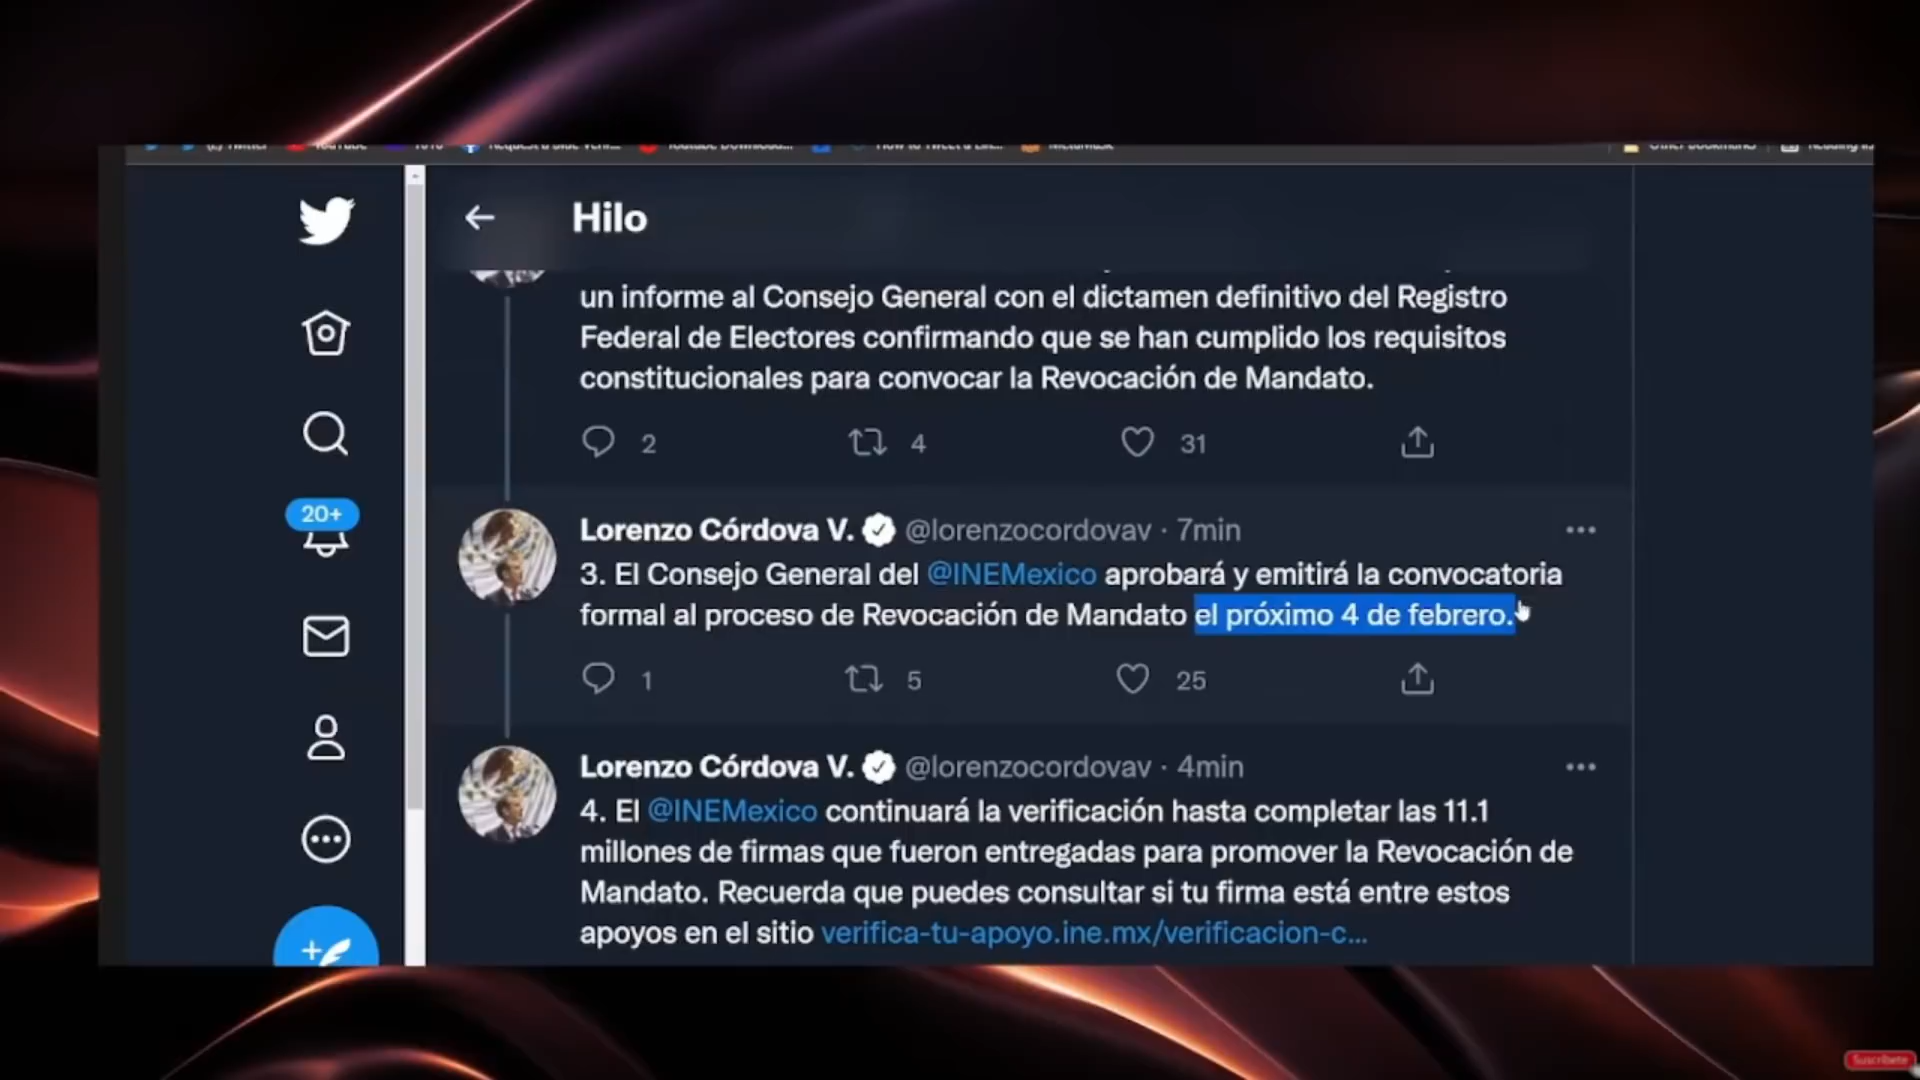 Twitter YouTube Other Bookmarks
Hilo
un informe al Consejo General con el dictamen definitivo del Registro
Federal de Electores confirmando que se han cumplido los requisitos
constitucionales para convocar la Revocación de Mandato.
2 4 31
20+
Lorenzo Córdova V. @lorenzocordovav · 7min
3. El Consejo General del @INEMexico aprobará y emitirá la convocatoria
formal al proceso de Revocación de Mandato el próximo 4 de febrero.
1 5 25
Lorenzo Córdova V. @lorenzocordovav · 4min
4. El @INEMexico continuará la verificación hasta completar las 11.1
millones de firmas que fueron entregadas para promover la Revocación de
Mandato. Recuerda que puedes consultar si tu firma está entre estos
apoyos en el sitio verifica-tu-apoyo.ine.mx/verificacion-c...
Suscríbete